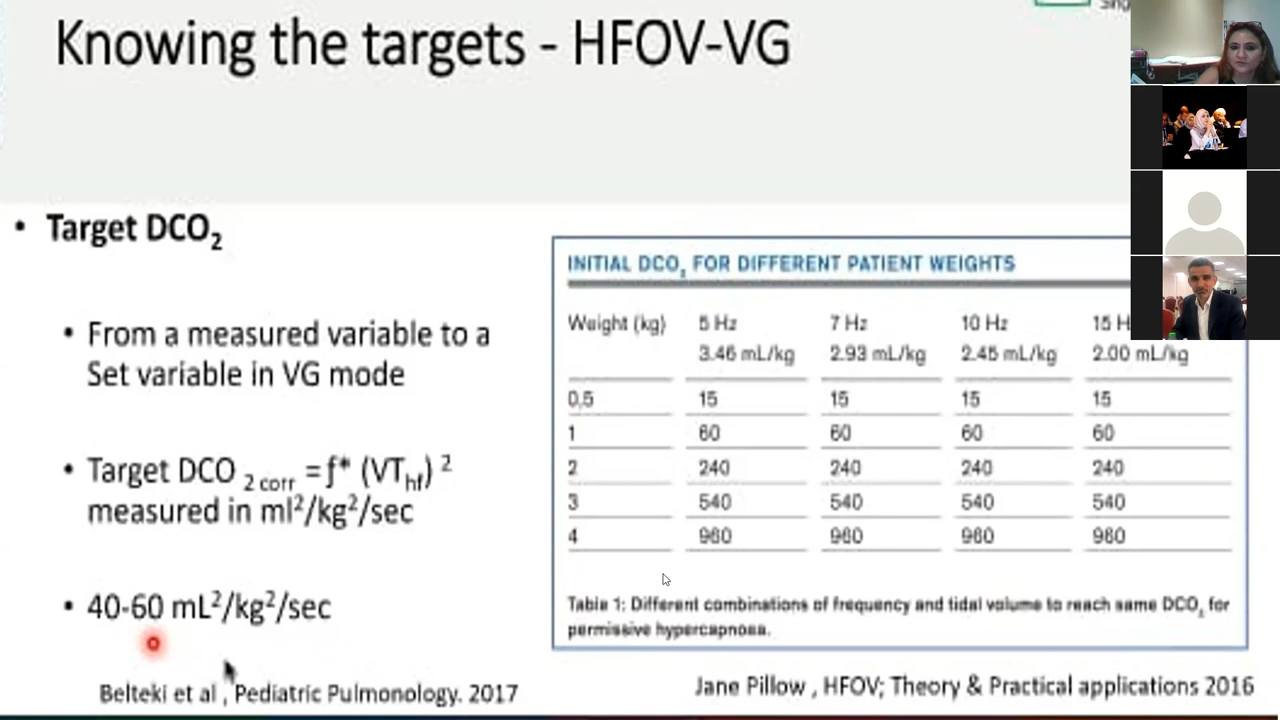 Knowing the targets - HFOV-VG
• Target DCO₂
• From a measured variable to a
Set variable in VG mode
• Target DCO ₂ corr = f* (VThf) ²
measured in ml²/kg²/sec
• 40-60 mL²/kg²/sec
Belteki et al , Pediatric Pulmonology. 2017
INITIAL DCO₂ FOR DIFFERENT PATIENT WEIGHTS
Weight (kg) 5 Hz 7 Hz 10 Hz 15 H
3.46 mL/kg 2.93 mL/kg 2.45 mL/kg 2.00 mL/kg
0,5 15 15 15 15
1 60 60 60 60
2 240 240 240 240
3 540 540 540 540
4 960 960 960 960
Table 1: Different combinations of frequency and tidal volume to reach same DCO₂ for
permissive hypercapnoea.
Jane Pillow , HFOV; Theory & Practical applications 2016